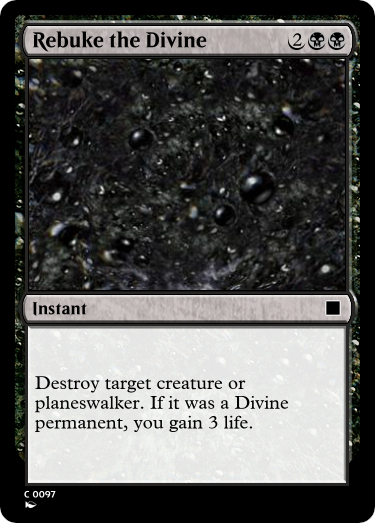 Rebuke the Divine 2
Instant
Destroy target creature or
planeswalker. If it was a Divine
permanent, you gain 3 life.
C 0097